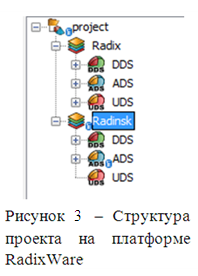 project
Radix
DDS
ADS
UDS
Radinsk
DDS
ADS
UDS
Рисунок 3 – Структура
проекта на платформе
RadixWare